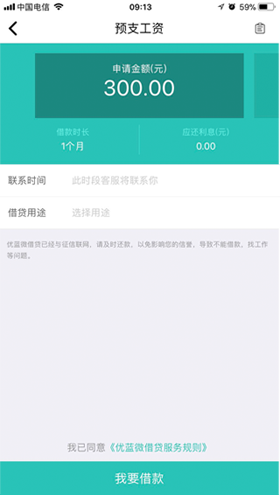 中国电信 09:13 59%
预支工资
申请金额(元)
300.00
借款时长 应还利息(元)
1个月 0.00
联系时间 此时段客服将联系你
借贷用途 选择用途
优蓝微借贷已经与征信联网，请及时还款，以免影响您的信誉，导致不能借款，找工作
等问题。
我已同意《优蓝微借贷服务规则》
我要借款